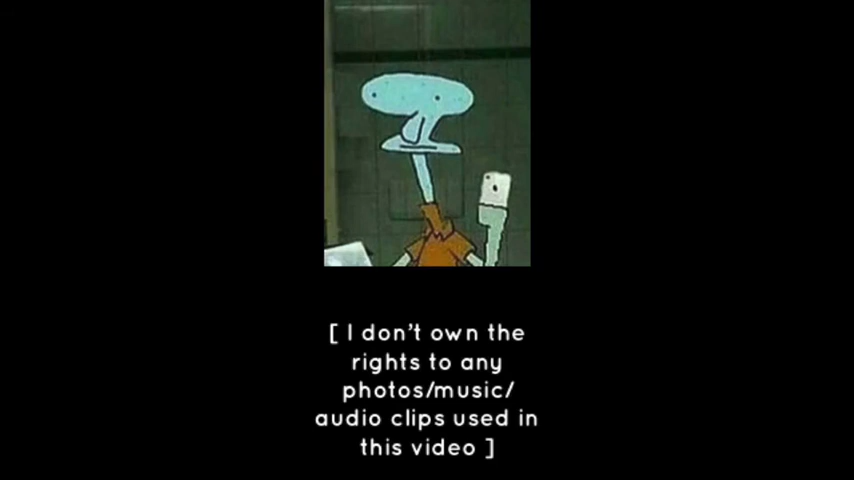 [ I don't own the
rights to any
photos/music/
audio clips used in
this video ]